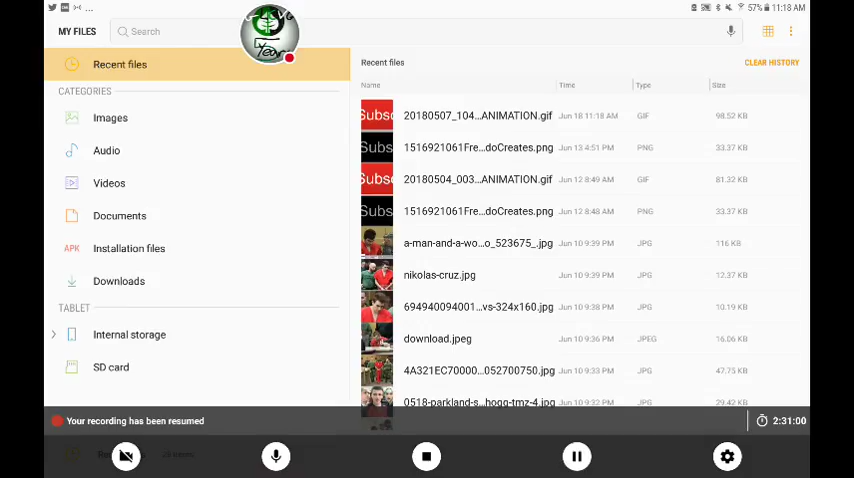 57% 11:18 AM
MY FILES
Search
Years
Recent files
CATEGORIES
Images
Audio
Videos
Documents
APK Installation files
Downloads
TABLET
Internal storage
SD card
Recent files
CLEAR HISTORY
Name Time Type Size
Subsc 20180507_104...ANIMATION.gif Jun 18 11:18 AM GIF 98.52 KB
Subs 1516921061Fre...doCreates.png Jun 13 4:51 PM PNG 33.37 KB
Subsc 20180504_003...ANIMATION.gif Jun 12 8:49 AM GIF 81.32 KB
Subs 1516921061Fre...doCreates.png Jun 12 8:48 AM PNG 33.37 KB
a-man-and-a-wo...o_523675_.jpg Jun 10 9:39 PM JPG 116 KB
nikolas-cruz.jpg Jun 10 9:39 PM JPG 12.37 KB
694940094001...vs-324x160.jpg Jun 10 9:38 PM JPG 10.19 KB
download.jpeg Jun 10 9:36 PM JPEG 16.06 KB
4A321EC70000...052700750.jpg Jun 10 9:33 PM JPG 47.75 KB
0518-parkland-s...hogg-tmz-4.jpg Jun 10 9:32 PM JPG 29.42 KB
Your recording has been resumed
2:31:00